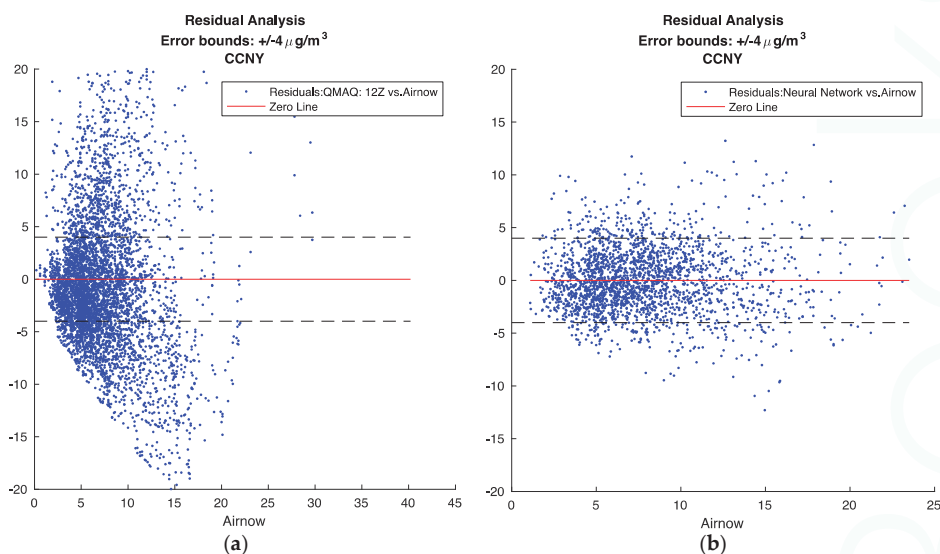 Residual Analysis
Error bounds: +/-4 μg/m³
CCNY
20
15
10
5
0
-5
-10
-15
-20
Residuals:QMAQ: 12Z vs.Airnow
Zero Line
0 5 10 15 20 25 30 35 40 45
Airnow
(a)
Residual Analysis
Error bounds: +/-4 μg/m³
CCNY
20
15
10
5
0
-5
-10
-15
-20
Residuals:Neural Network vs.Airnow
Zero Line
0 5 10 15 20 25
Airnow
(b)